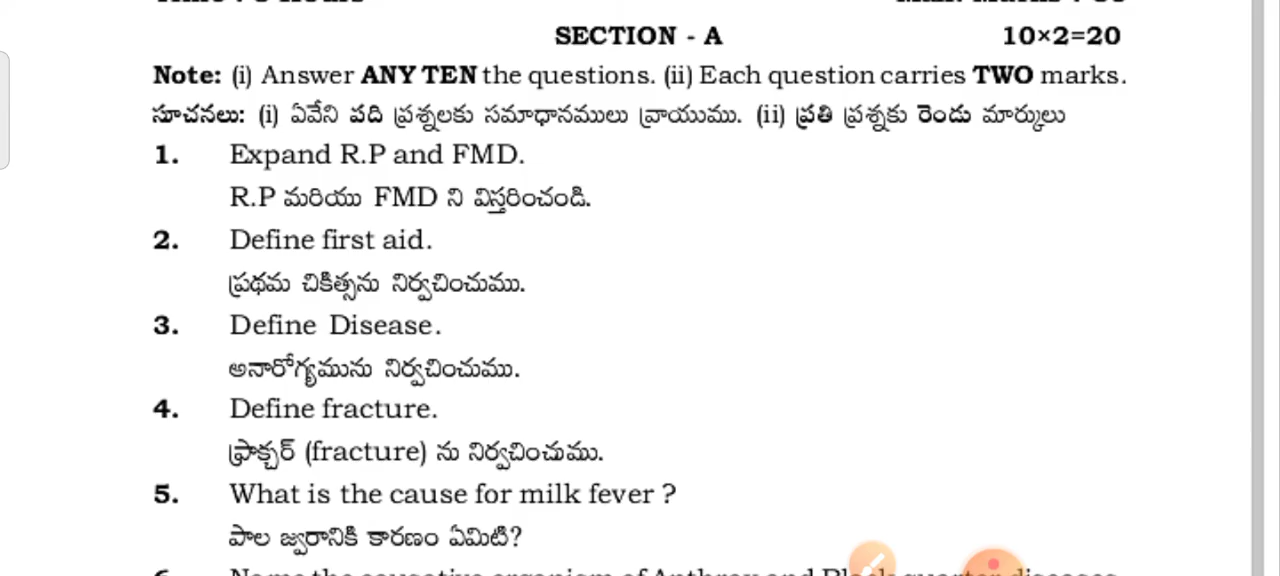 SECTION - A 10×2=20
Note: (i) Answer ANY TEN the questions. (ii) Each question carries TWO marks.
సూచనలు: (i) ఏవేని పది ప్రశ్నలకు సమాధానములు వ్రాయుము. (ii) ప్రతి ప్రశ్నకు రెండు మార్కులు
1. Expand R.P and FMD.
R.P మరియు FMD ని విస్తరించండి.
2. Define first aid.
ప్రథమ చికిత్సను నిర్వచించుము.
3. Define Disease.
అనారోగ్యమును నిర్వచించుము.
4. Define fracture.
ఫ్రాక్చర్ (fracture) ను నిర్వచించుము.
5. What is the cause for milk fever ?
పాల జ్వరానికి కారణం ఏమిటి?